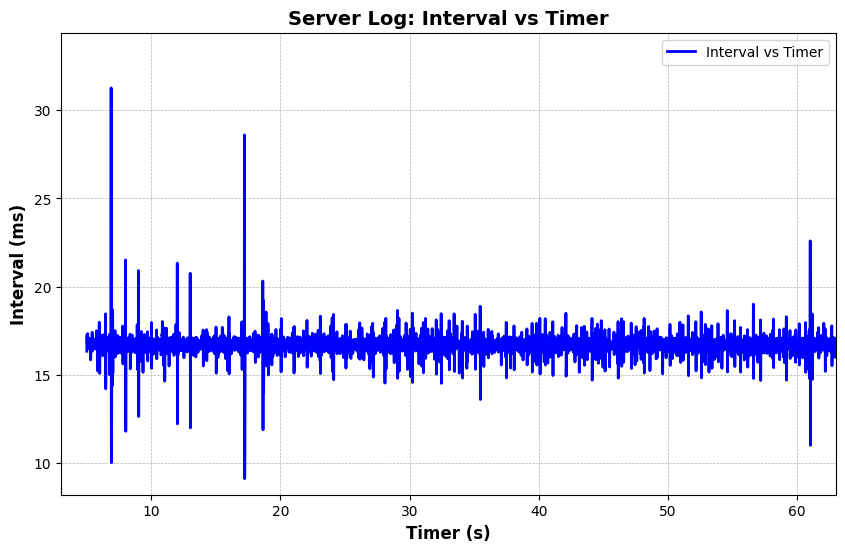 Server Log: Interval vs Timer
Interval vs Timer
30
25
20
15
10
Interval (ms)
10 20 30 40 50 60
Timer (s)